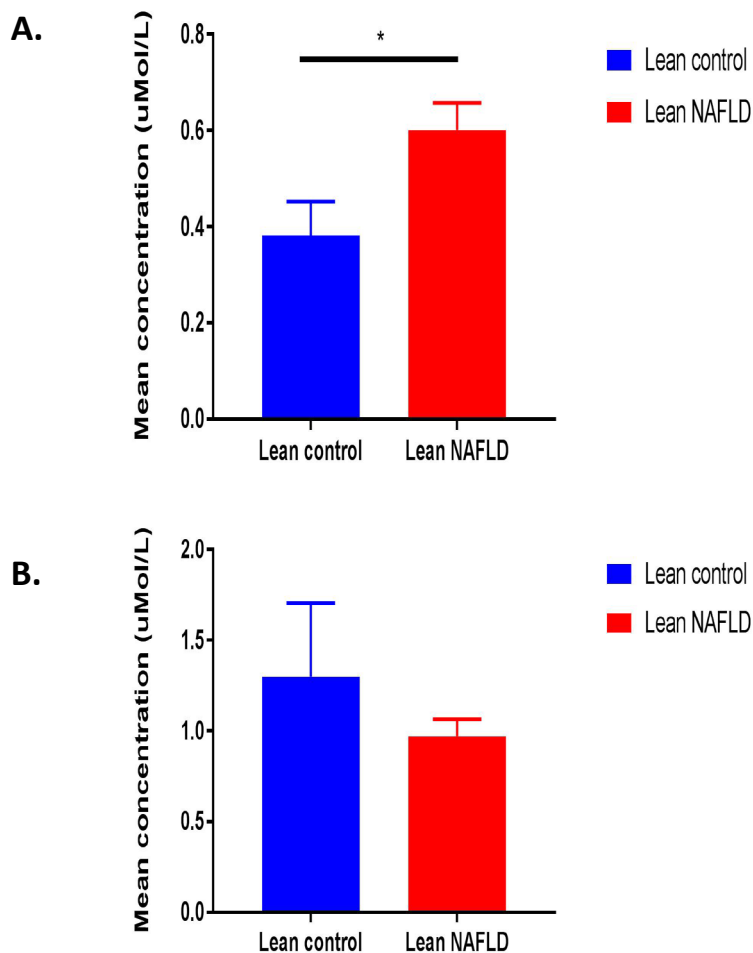 A.
Mean concentration (uMol/L)
0.8
0.6
0.4
0.2
0.0
*
Lean control
Lean NAFLD
Lean control
Lean NAFLD
B.
Mean concentration (uMol/L)
2.0
1.5
1.0
0.5
0.0
Lean control
Lean NAFLD
Lean control
Lean NAFLD